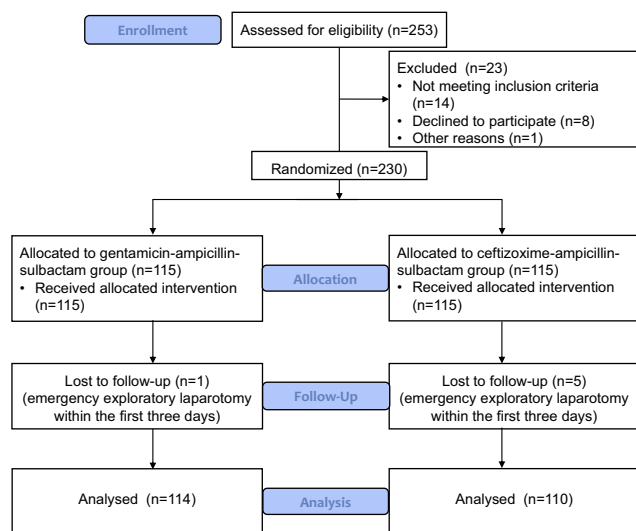 Enrollment
Assessed for eligibility (n=253)
Excluded (n=23)
• Not meeting inclusion criteria
(n=14)
• Declined to participate (n=8)
• Other reasons (n=1)
Randomized (n=230)
Allocated to gentamicin-ampicillin-
sulbactam group (n=115)
• Received allocated intervention
(n=115)
Allocation
Allocated to ceftizoxime-ampicillin-
sulbactam group (n=115)
• Received allocated intervention
(n=115)
Lost to follow-up (n=1)
(emergency exploratory laparotomy
within the first three days)
Follow-Up
Lost to follow-up (n=5)
(emergency exploratory laparotomy
within the first three days)
Analysed (n=114)
Analysis
Analysed (n=110)